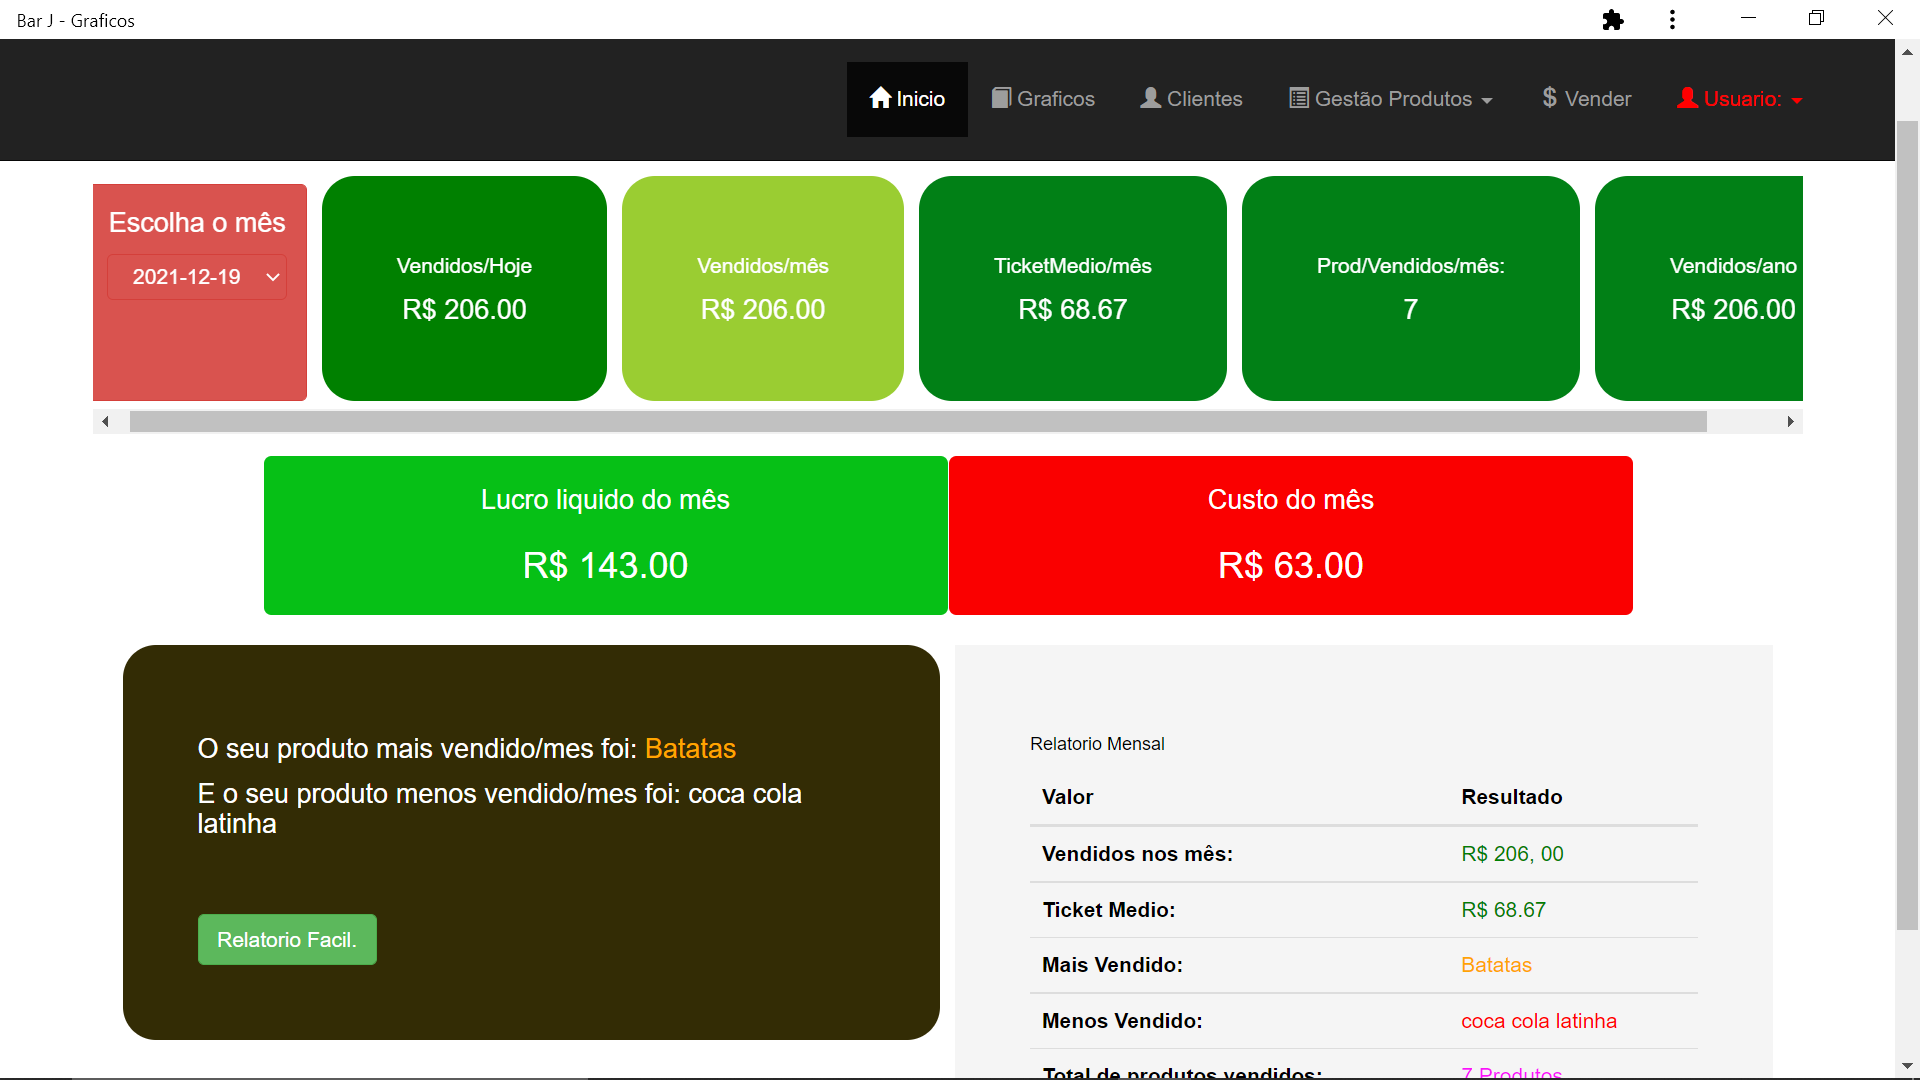 Bar J - Graficos
Inicio
Graficos
Clientes
Gestão Produtos
$ Vender
Usuario:
Escolha o mês
2021-12-19
Vendidos/Hoje
R$ 206.00
Vendidos/mês
R$ 206.00
TicketMedio/mês
R$ 68.67
Prod/Vendidos/mês:
7
Vendidos/ano
R$ 206.00
Lucro liquido do mês
R$ 143.00
Custo do mês
R$ 63.00
O seu produto mais vendido/mes foi: Batatas
E o seu produto menos vendido/mes foi: coca cola
latinha
Relatorio Facil.
Relatorio Mensal
Valor Resultado
Vendidos nos mês: R$ 206, 00
Ticket Medio: R$ 68.67
Mais Vendido: Batatas
Menos Vendido: coca cola latinha
Total de produtos vendidos: 7 Produtos